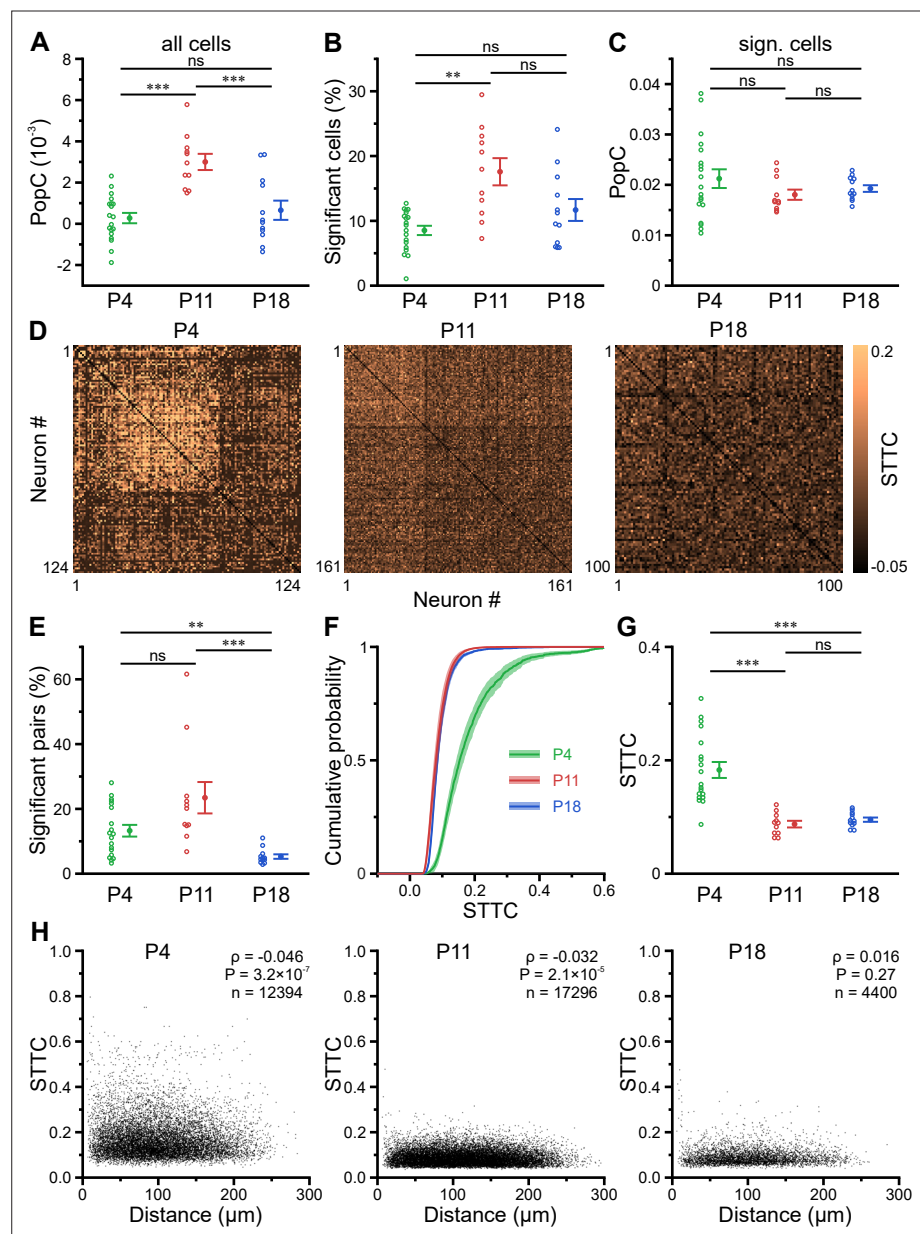 A all cells
ns
*** ***
PopC (10⁻³)
8
6
4
2
0
-2
P4 P11 P18
B
ns
** ns
Significant cells (%)
30
20
10
0
P4 P11 P18
C sign. cells
ns
ns ns
PopC
0.04
0.03
0.02
0.01
0
P4 P11 P18
D P4 P11 P18
1 1 1
Neuron #
124 161 100
1 124 1 161 1 100
Neuron #
0.2
STTC
-0.05
E
**
ns ***
Significant pairs (%)
60
40
20
0
P4 P11 P18
F
Cumulative probability
1
0.5
0
P4
P11
P18
0.0 0.2 0.4 0.6
STTC
G
***
*** ns
STTC
0.4
0.2
0
P4 P11 P18
H
P4
ρ = -0.046
P = 3.2×10⁻⁷
n = 12394
STTC
1.0
0.8
0.6
0.4
0.2
0.0
0 100 200 300
Distance (µm)
P11
ρ = -0.032
P = 2.1×10⁻⁵
n = 17296
STTC
1.0
0.8
0.6
0.4
0.2
0.0
0 100 200 300
Distance (µm)
P18
ρ = 0.016
P = 0.27
n = 4400
STTC
1.0
0.8
0.6
0.4
0.2
0.0
0 100 200 300
Distance (µm)